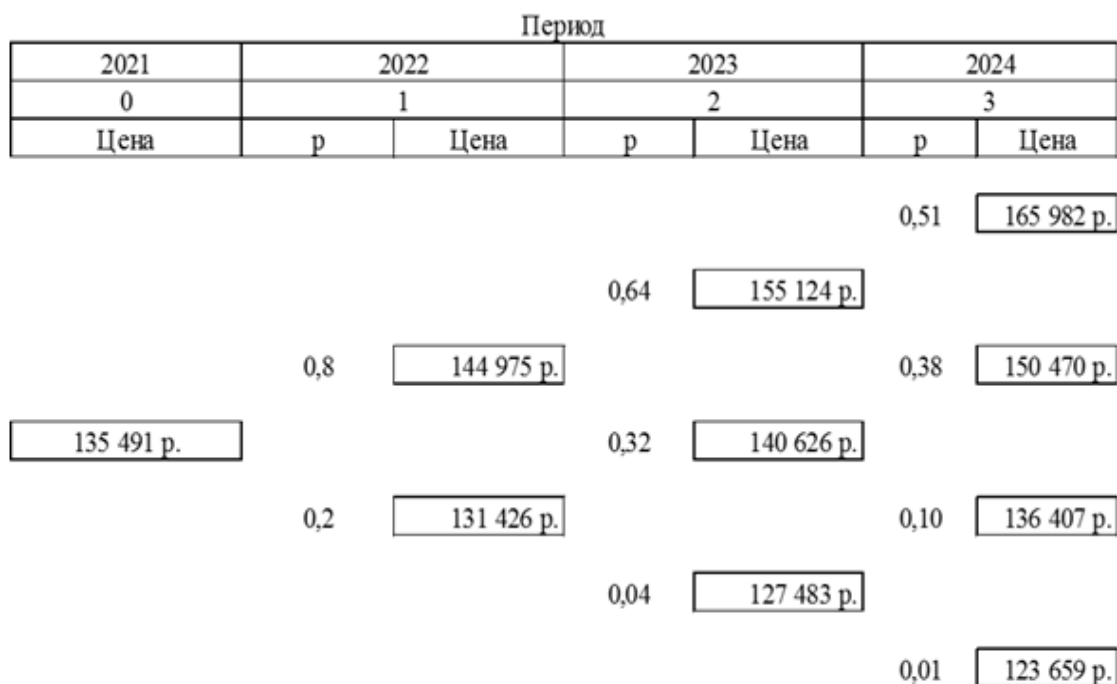 Период
2021 2022 2023 2024
0 1 2 3
Цена р Цена р Цена р Цена
0,51 165 982 р.
0,64 155 124 р.
0,8 144 975 р. 0,38 150 470 р.
135 491 р. 0,32 140 626 р.
0,2 131 426 р. 0,10 136 407 р.
0,04 127 483 р.
0,01 123 659 р.